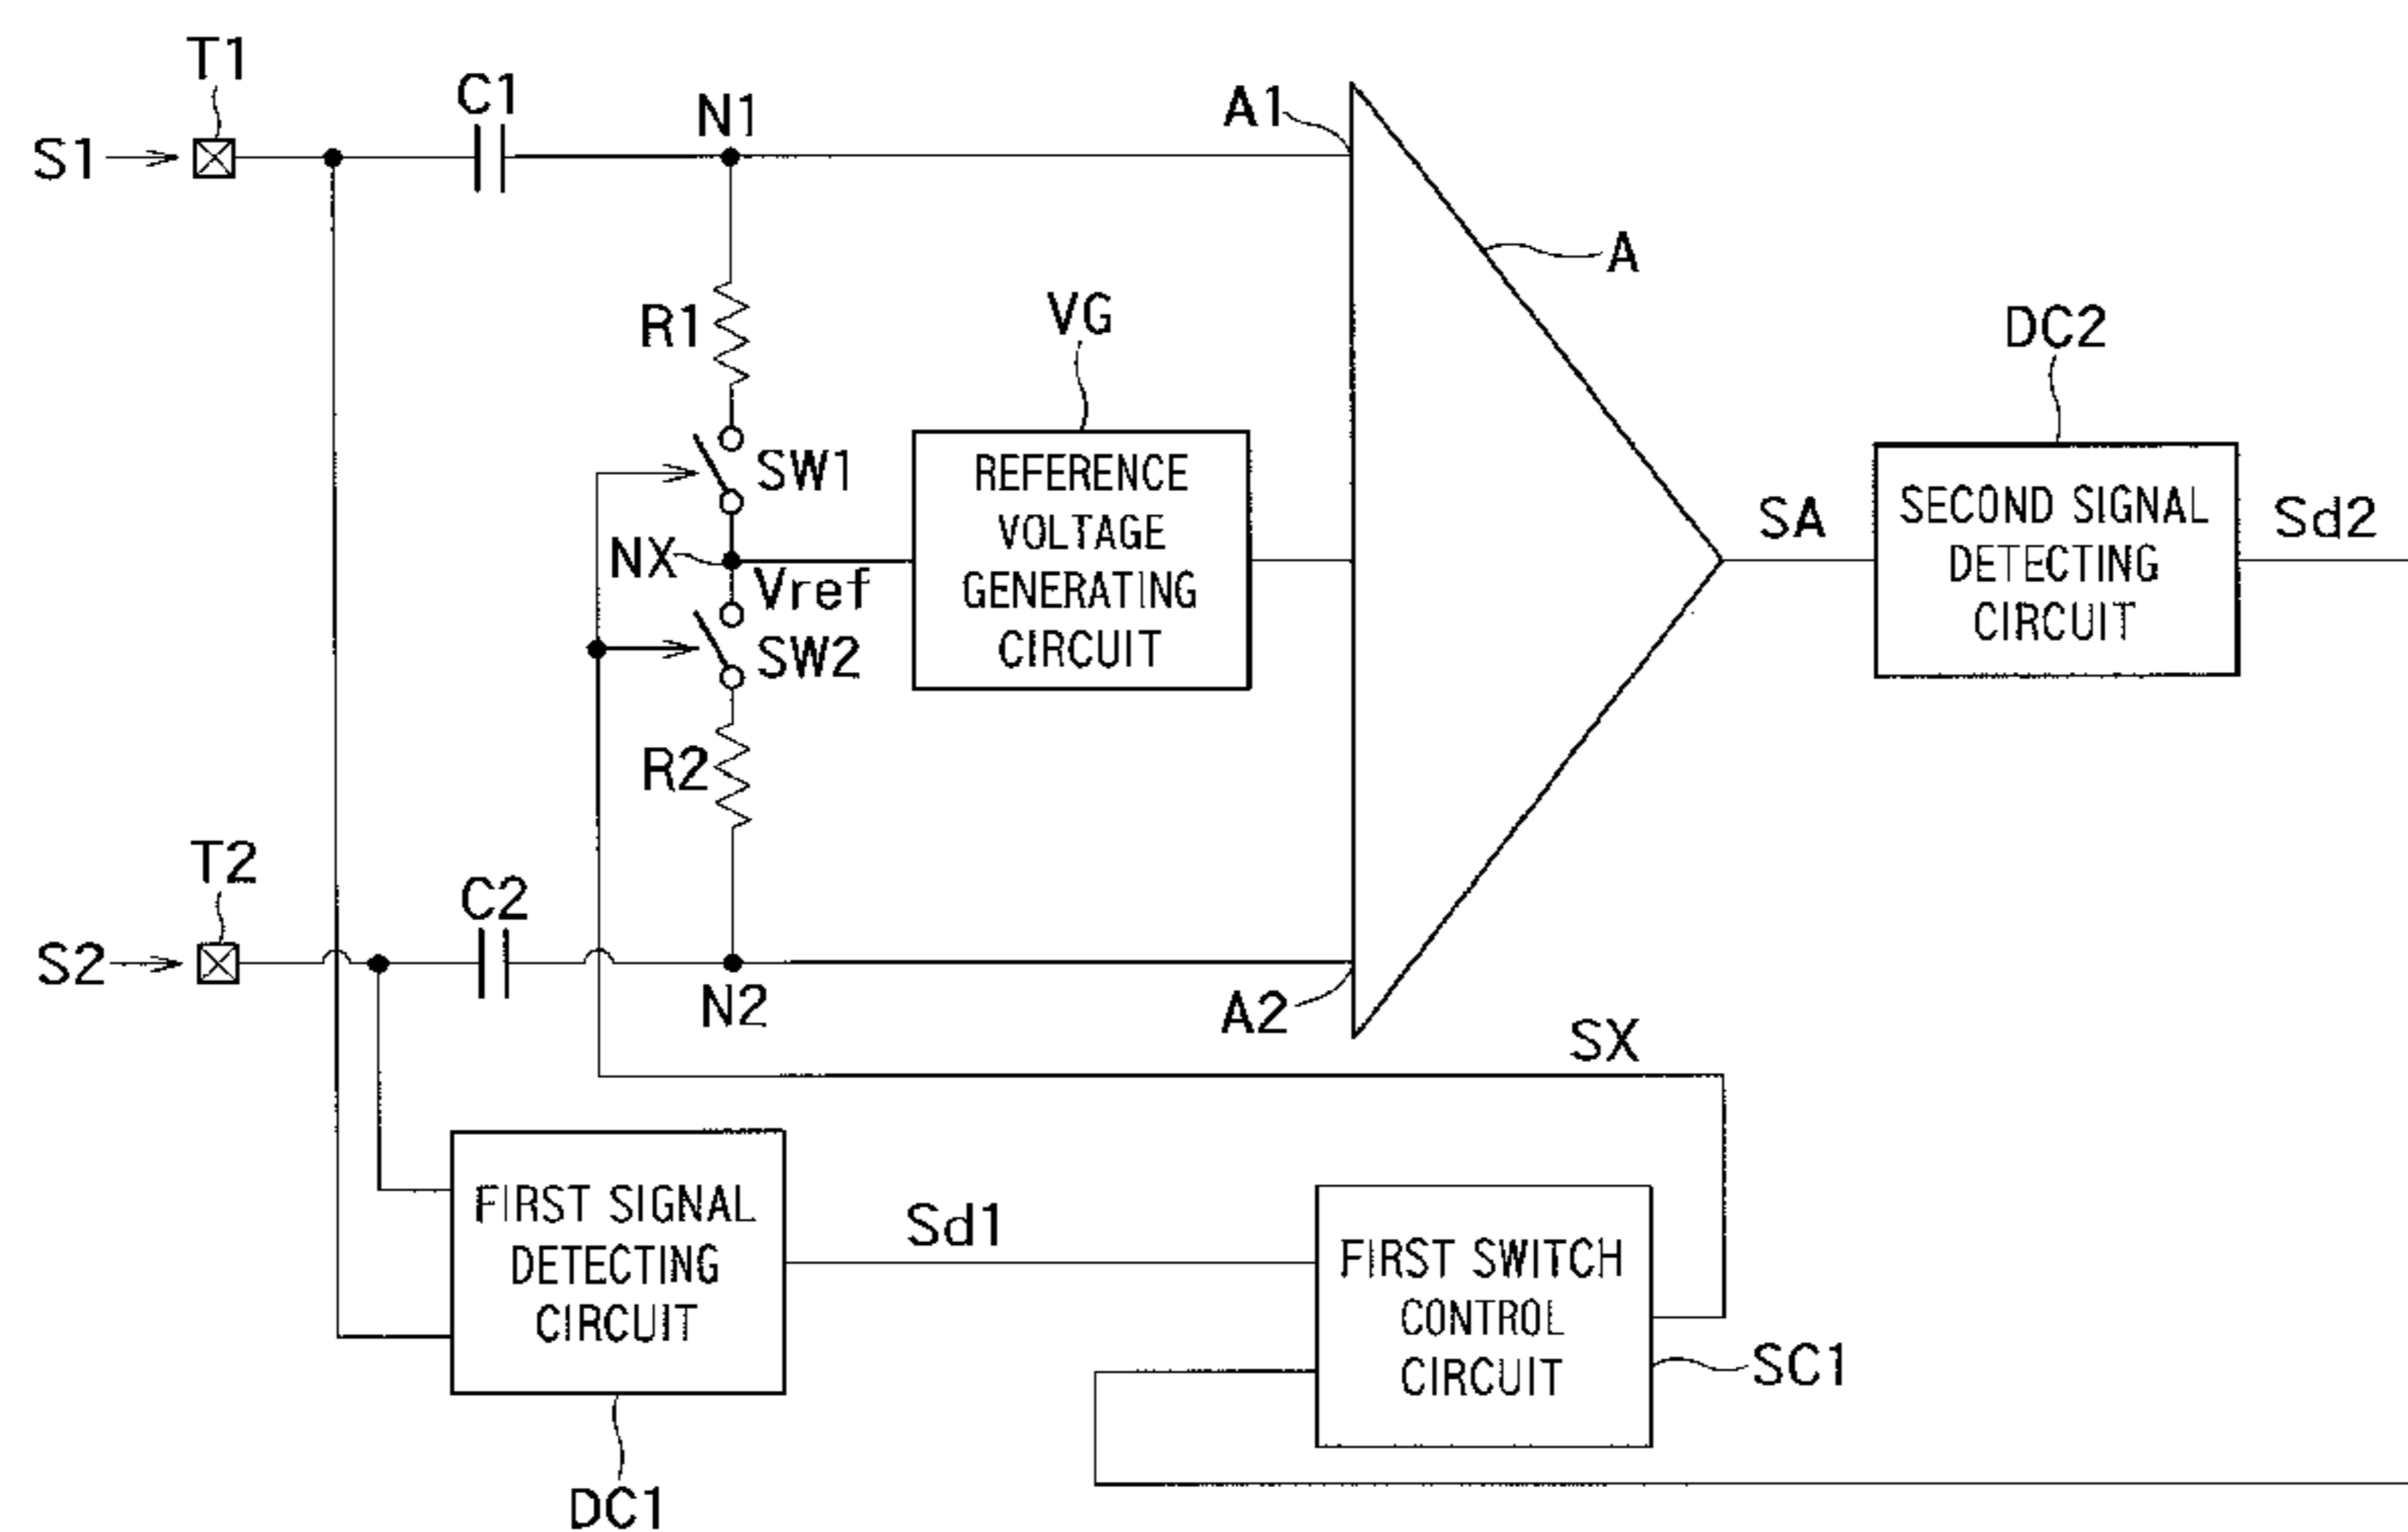 T1
C1
N1
A1
S1
A
R1
VG
DC2
REFERENCE
VOLTAGE
GENERATING
CIRCUIT
SW1
SA
SECOND SIGNAL
DETECTING
CIRCUIT
Sd2
NX
Vref
SW2
R2
T2
C2
S2
N2
A2
SX
FIRST SIGNAL
DETECTING
CIRCUIT
Sd1
FIRST SWITCH
CONTROL
CIRCUIT
SC1
DC1